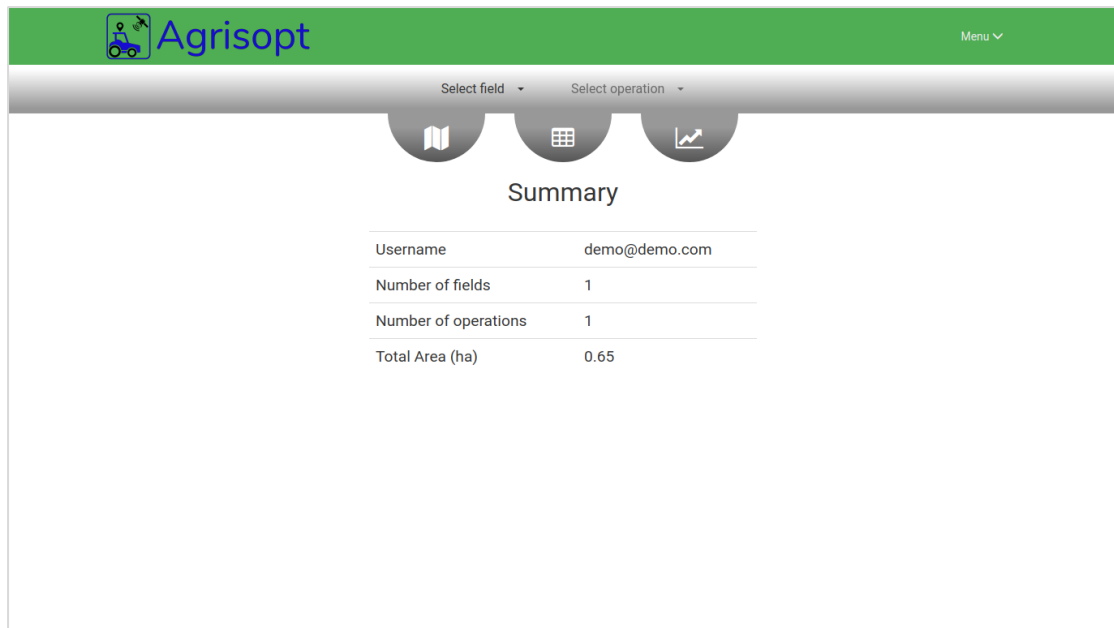 Agrisopt
Menu
Select field
Select operation
Summary
Username demo@demo.com
Number of fields 1
Number of operations 1
Total Area (ha) 0.65